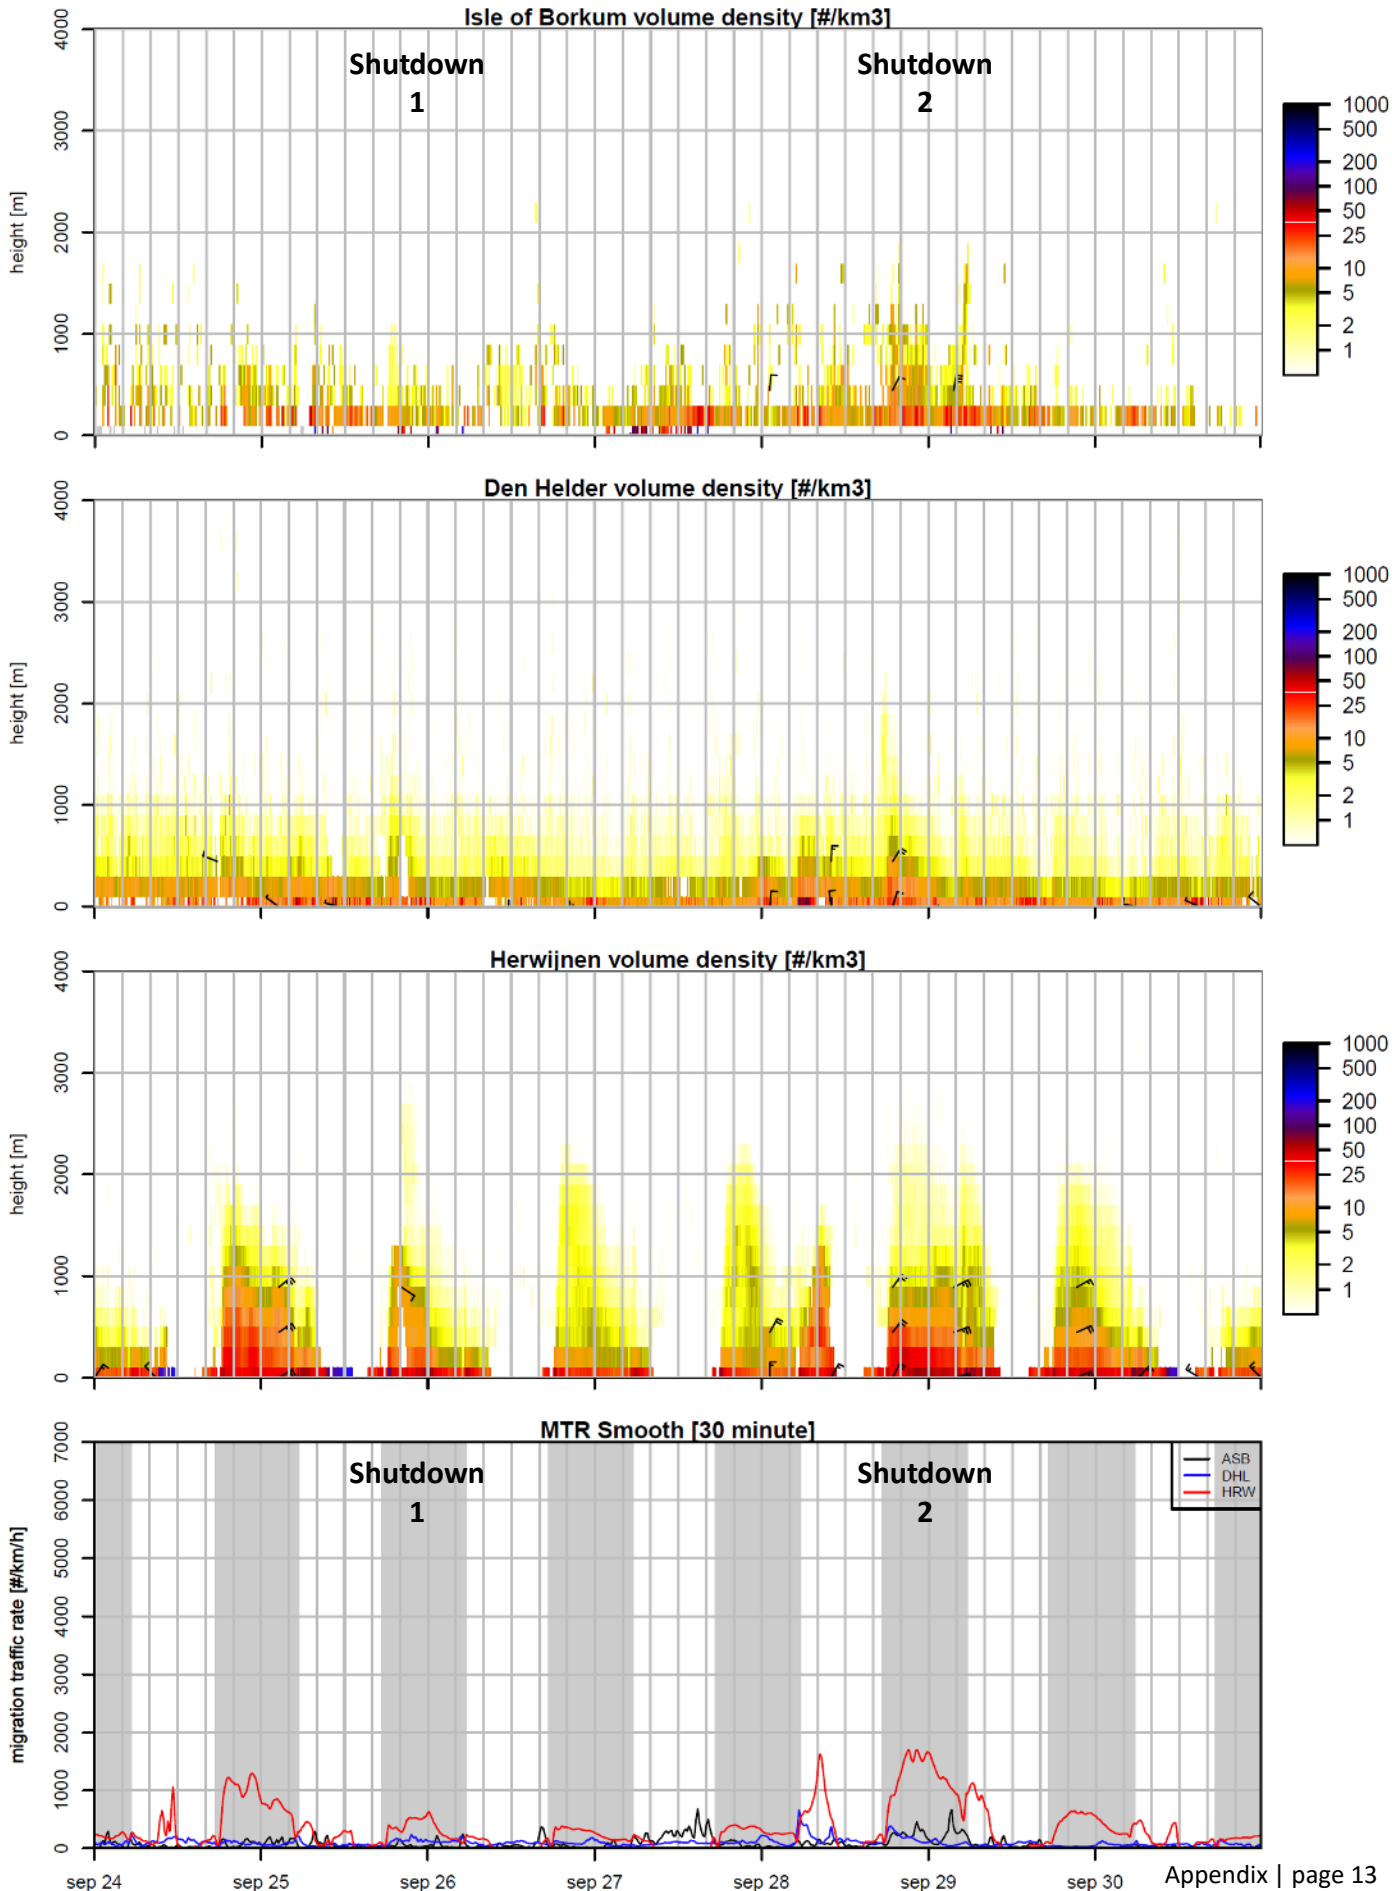 Isle of Borkum volume density [#/km3]
Shutdown
1
Shutdown
2
height [m]
4000
3000
2000
1000
0
1000
500
200
100
50
25
10
5
2
1
Den Helder volume density [#/km3]
height [m]
4000
3000
2000
1000
0
1000
500
200
100
50
25
10
5
2
1
Herwijnen volume density [#/km3]
height [m]
4000
3000
2000
1000
0
1000
500
200
100
50
25
10
5
2
1
MTR Smooth [30 minute]
Shutdown
1
Shutdown
2
ASB
DHL
HRW
migration traffic rate [#/km/h]
7000
6000
5000
4000
3000
2000
1000
0
sep 24
sep 25
sep 26
sep 27
sep 28
sep 29
sep 30
Appendix | page 13